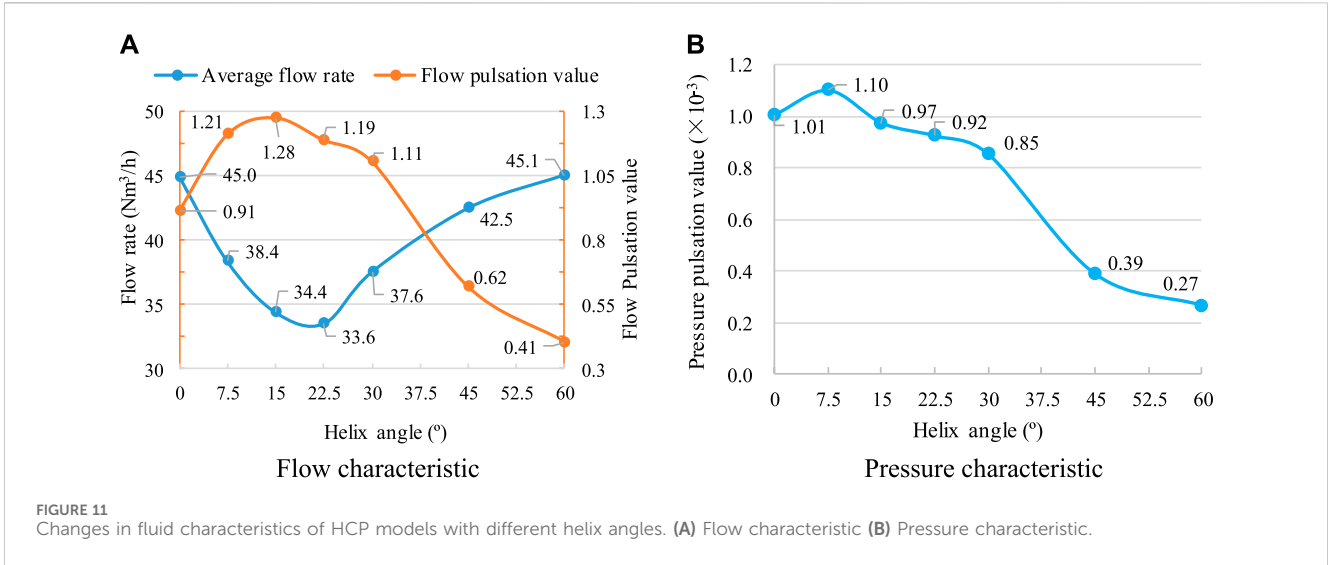 A
Average flow rate
Flow pulsation value
Flow rate (Nm³/h)
50
45
40
35
30
1.21
1.28
1.19
1.11
45.0
0.91
38.4
34.4
33.6
37.6
45.1
42.5
0.62
0.41
1.3
1.05
0.8
0.55
0.3
Flow Pulsation value
0 7.5 15 22.5 30 37.5 45 52.5 60
Helix angle (º)
Flow characteristic
B
Pressure pulsation value (×10⁻³)
1.2
1.0
0.8
0.6
0.4
0.2
0.0
1.01
1.10
0.97
0.92
0.85
0.39
0.27
0 7.5 15 22.5 30 37.5 45 52.5 60
Helix angle (º)
Pressure characteristic
FIGURE 11
Changes in fluid characteristics of HCP models with different helix angles. (A) Flow characteristic (B) Pressure characteristic.